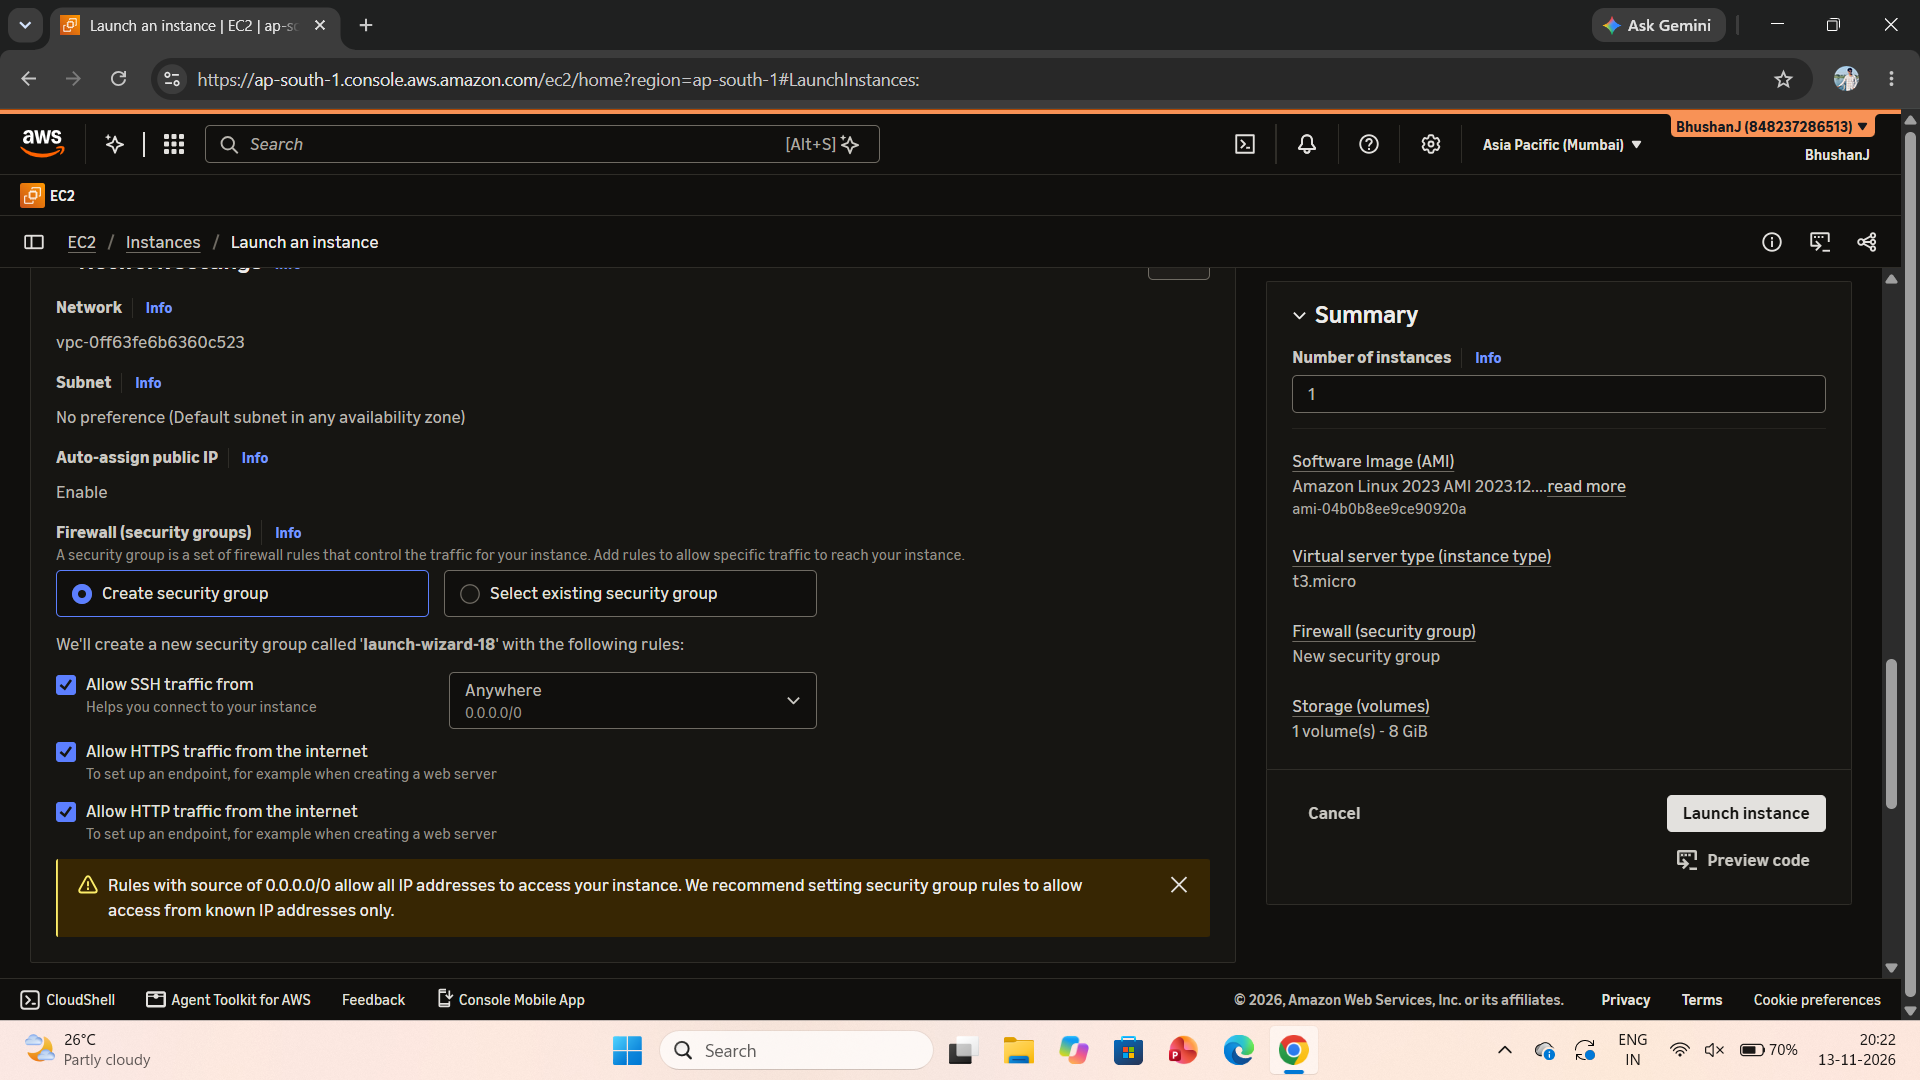 Launch an instance | EC2 | ap-so
Ask Gemini
https://ap-south-1.console.aws.amazon.com/ec2/home?region=ap-south-1#LaunchInstances:
aws
Search
[Alt+S]
Asia Pacific (Mumbai)
BhushanJ (848237286513)
BhushanJ
EC2
EC2 / Instances / Launch an instance
Network settings Info
Network Info
vpc-0ff63fe6b6360c523
Subnet Info
No preference (Default subnet in any availability zone)
Auto-assign public IP Info
Enable
Firewall (security groups) Info
A security group is a set of firewall rules that control the traffic for your instance. Add rules to allow specific traffic to reach your instance.
Create security group
Select existing security group
We'll create a new security group called 'launch-wizard-18' with the following rules:
Allow SSH traffic from
Helps you connect to your instance
Anywhere
0.0.0.0/0
Allow HTTPS traffic from the internet
To set up an endpoint, for example when creating a web server
Allow HTTP traffic from the internet
To set up an endpoint, for example when creating a web server
Rules with source of 0.0.0.0/0 allow all IP addresses to access your instance. We recommend setting security group rules to allow
access from known IP addresses only.
Summary
Number of instances Info
1
Software Image (AMI)
Amazon Linux 2023 AMI 2023.12....read more
ami-04b0b8ee9ce90920a
Virtual server type (instance type)
t3.micro
Firewall (security group)
New security group
Storage (volumes)
1 volume(s) - 8 GiB
Cancel
Launch instance
Preview code
CloudShell
Agent Toolkit for AWS
Feedback
Console Mobile App
© 2026, Amazon Web Services, Inc. or its affiliates.
Privacy
Terms
Cookie preferences
26°C
Partly cloudy
Search
ENG
IN
70%
20:22
13-11-2026